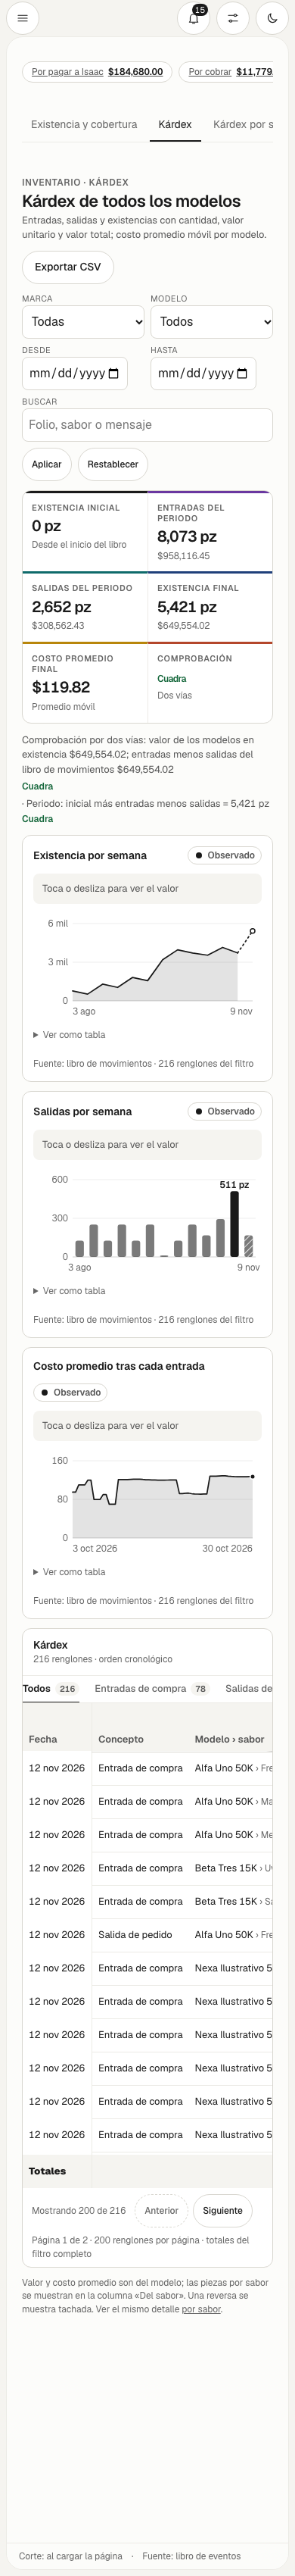 15
Por pagar a Isaac $184,680.00
Por cobrar $11,779.
Existencia y cobertura Kárdex Kárdex por s
INVENTARIO · KÁRDEX
Kárdex de todos los modelos
Entradas, salidas y existencias con cantidad, valor
unitario y valor total; costo promedio móvil por modelo.
Exportar CSV
MARCA MODELO
Todas Todos
DESDE HASTA
mm/dd/yyyy mm/dd/yyyy
BUSCAR
Folio, sabor o mensaje
Aplicar Restablecer
EXISTENCIA INICIAL
0 pz
Desde el inicio del libro
ENTRADAS DEL
PERIODO
8,073 pz
$958,116.45
SALIDAS DEL PERIODO
2,652 pz
$308,562.43
EXISTENCIA FINAL
5,421 pz
$649,554.02
COSTO PROMEDIO
FINAL
$119.82
Promedio móvil
COMPROBACIÓN
Cuadra
Dos vías
Comprobación por dos vías: valor de los modelos en
existencia $649,554.02; entradas menos salidas del
libro de movimientos $649,554.02
Cuadra
· Periodo: inicial más entradas menos salidas = 5,421 pz
Cuadra
Existencia por semana Observado
Toca o desliza para ver el valor
6 mil
3 mil
0
3 ago 9 nov
Ver como tabla
Fuente: libro de movimientos · 216 renglones del filtro
Salidas por semana Observado
Toca o desliza para ver el valor
600
511 pz
300
0
3 ago 9 nov
Ver como tabla
Fuente: libro de movimientos · 216 renglones del filtro
Costo promedio tras cada entrada
Observado
Toca o desliza para ver el valor
160
80
0
3 oct 2026 30 oct 2026
Ver como tabla
Fuente: libro de movimientos · 216 renglones del filtro
Kárdex
216 renglones · orden cronológico
Todos 216 Entradas de compra 78 Salidas de
Fecha Concepto Modelo › sabor
12 nov 2026 Entrada de compra Alfa Uno 50K › Fre
12 nov 2026 Entrada de compra Alfa Uno 50K › Ma
12 nov 2026 Entrada de compra Alfa Uno 50K › Me
12 nov 2026 Entrada de compra Beta Tres 15K › Uv
12 nov 2026 Entrada de compra Beta Tres 15K › Sa
12 nov 2026 Salida de pedido Alfa Uno 50K › Fre
12 nov 2026 Entrada de compra Nexa Ilustrativo 5
12 nov 2026 Entrada de compra Nexa Ilustrativo 5
12 nov 2026 Entrada de compra Nexa Ilustrativo 5
12 nov 2026 Entrada de compra Nexa Ilustrativo 5
12 nov 2026 Entrada de compra Nexa Ilustrativo 5
12 nov 2026 Entrada de compra Nexa Ilustrativo 5
Totales
Mostrando 200 de 216 Anterior Siguiente
Página 1 de 2 · 200 renglones por página · totales del
filtro completo
Valor y costo promedio son del modelo; las piezas por sabor
se muestran en la columna «Del sabor». Una reversa se
muestra tachada. Ver el mismo detalle por sabor.
Corte: al cargar la página · Fuente: libro de eventos